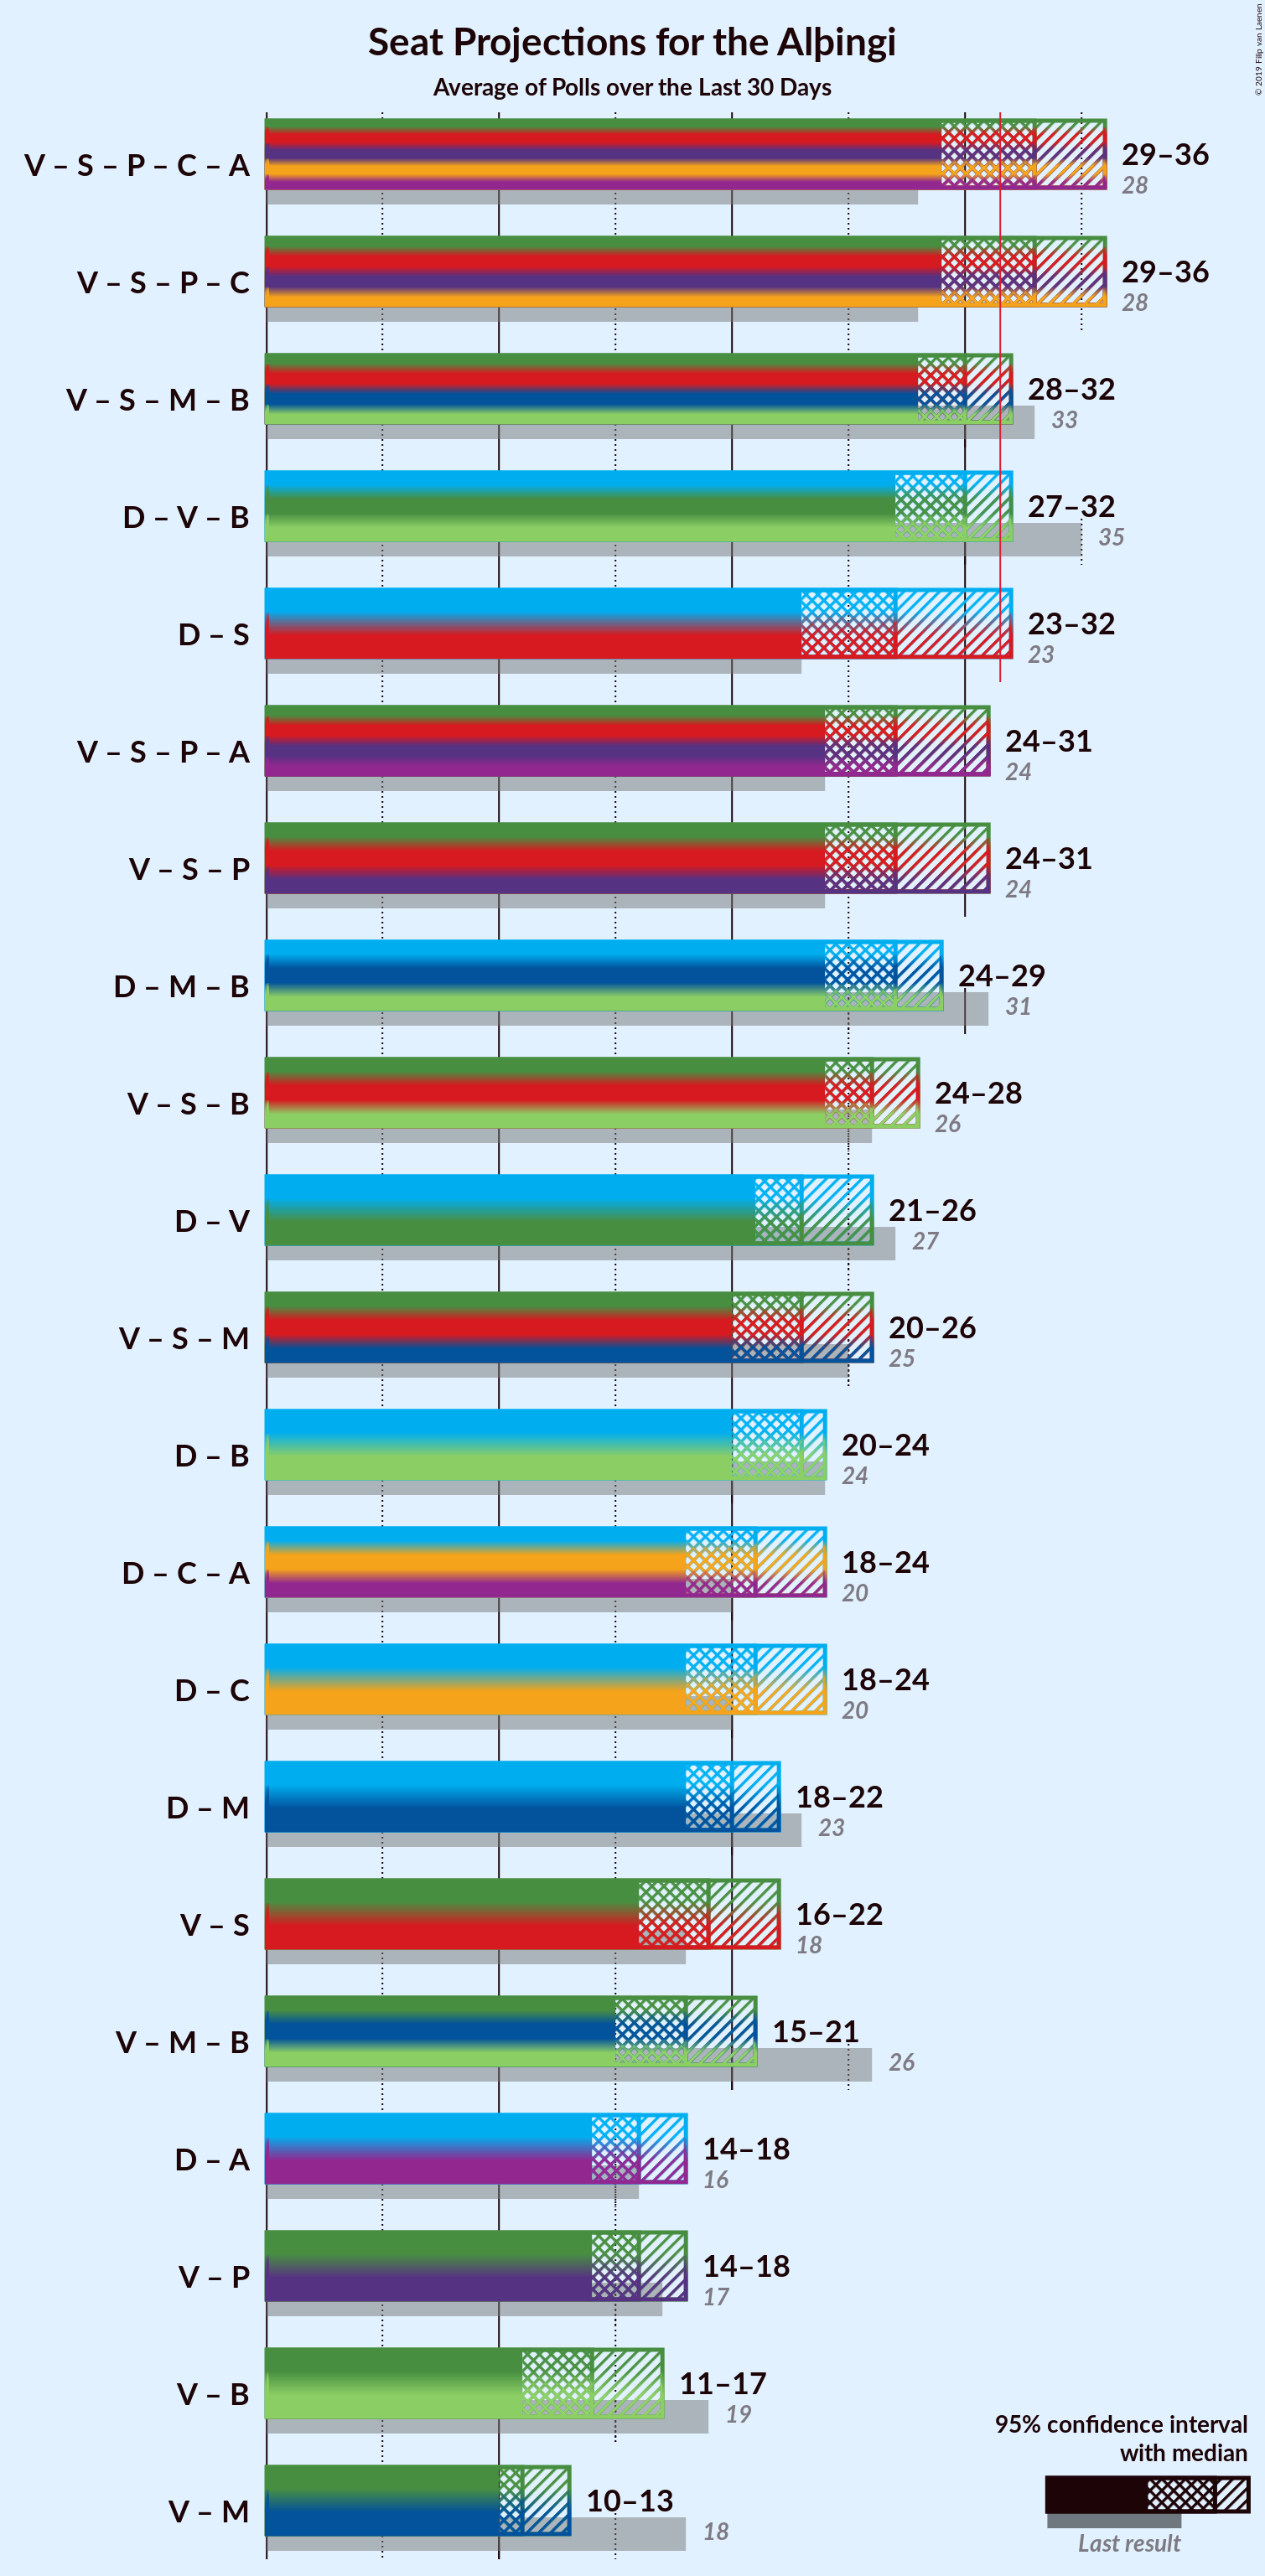 Seat Projections for the Alþingi
Average of Polls over the Last 30 Days
© 2019 Filip van Laenen
V – S – P – C – A
29–36
28
V – S – P – C
29–36
28
V – S – M – B
28–32
33
D – V – B
27–32
35
D – S
23–32
23
V – S – P – A
24–31
24
V – S – P
24–31
24
D – M – B
24–29
31
V – S – B
24–28
26
D – V
21–26
27
V – S – M
20–26
25
D – B
20–24
24
D – C – A
18–24
20
D – C
18–24
20
D – M
18–22
23
V – S
16–22
18
V – M – B
15–21
26
D – A
14–18
16
V – P
14–18
17
V – B
11–17
19
V – M
10–13
18
95% confidence interval
with median
Last result